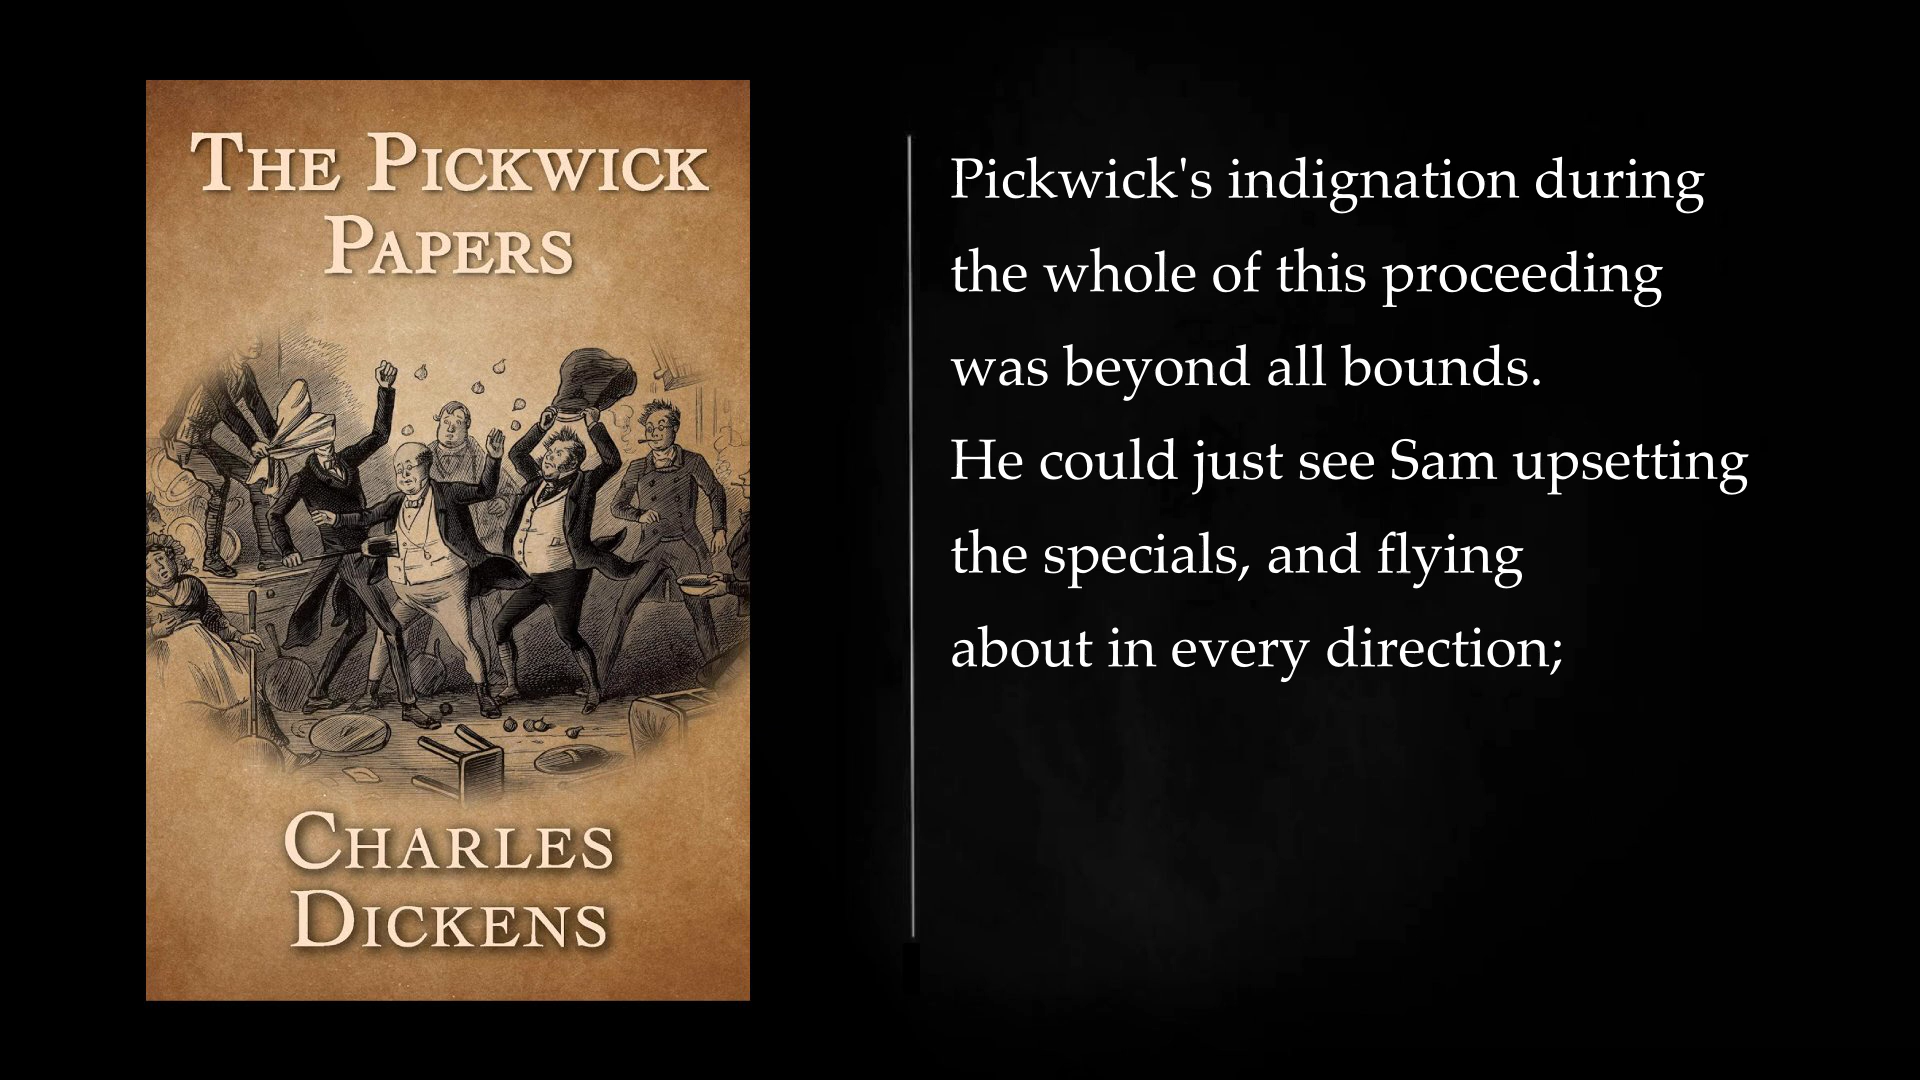 The Pickwick
Papers
Charles
Dickens
Pickwick's indignation during
the whole of this proceeding
was beyond all bounds.
He could just see Sam upsetting
the specials, and flying
about in every direction;